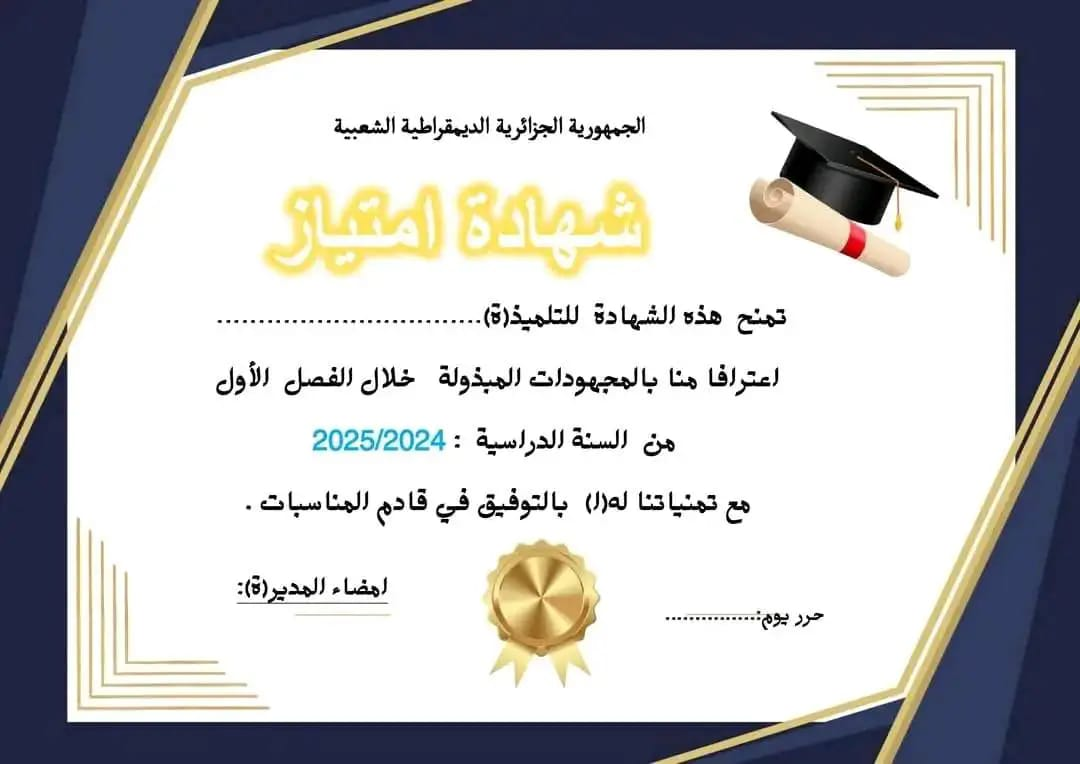 الجمهورية الجزائرية الديمقراطية الشعبية
شهادة امتياز
تمنح هذه الشهادة للتلميذ(ة)................................
اعترافا منا بالمجهودات المبذولة خلال الفصل الأول
من السنة الدراسية : 2025/2024
مع تمنياتنا له(ا) بالتوفيق في قادم المناسبات .
امضاء المدير(ة):
حرر يوم:................